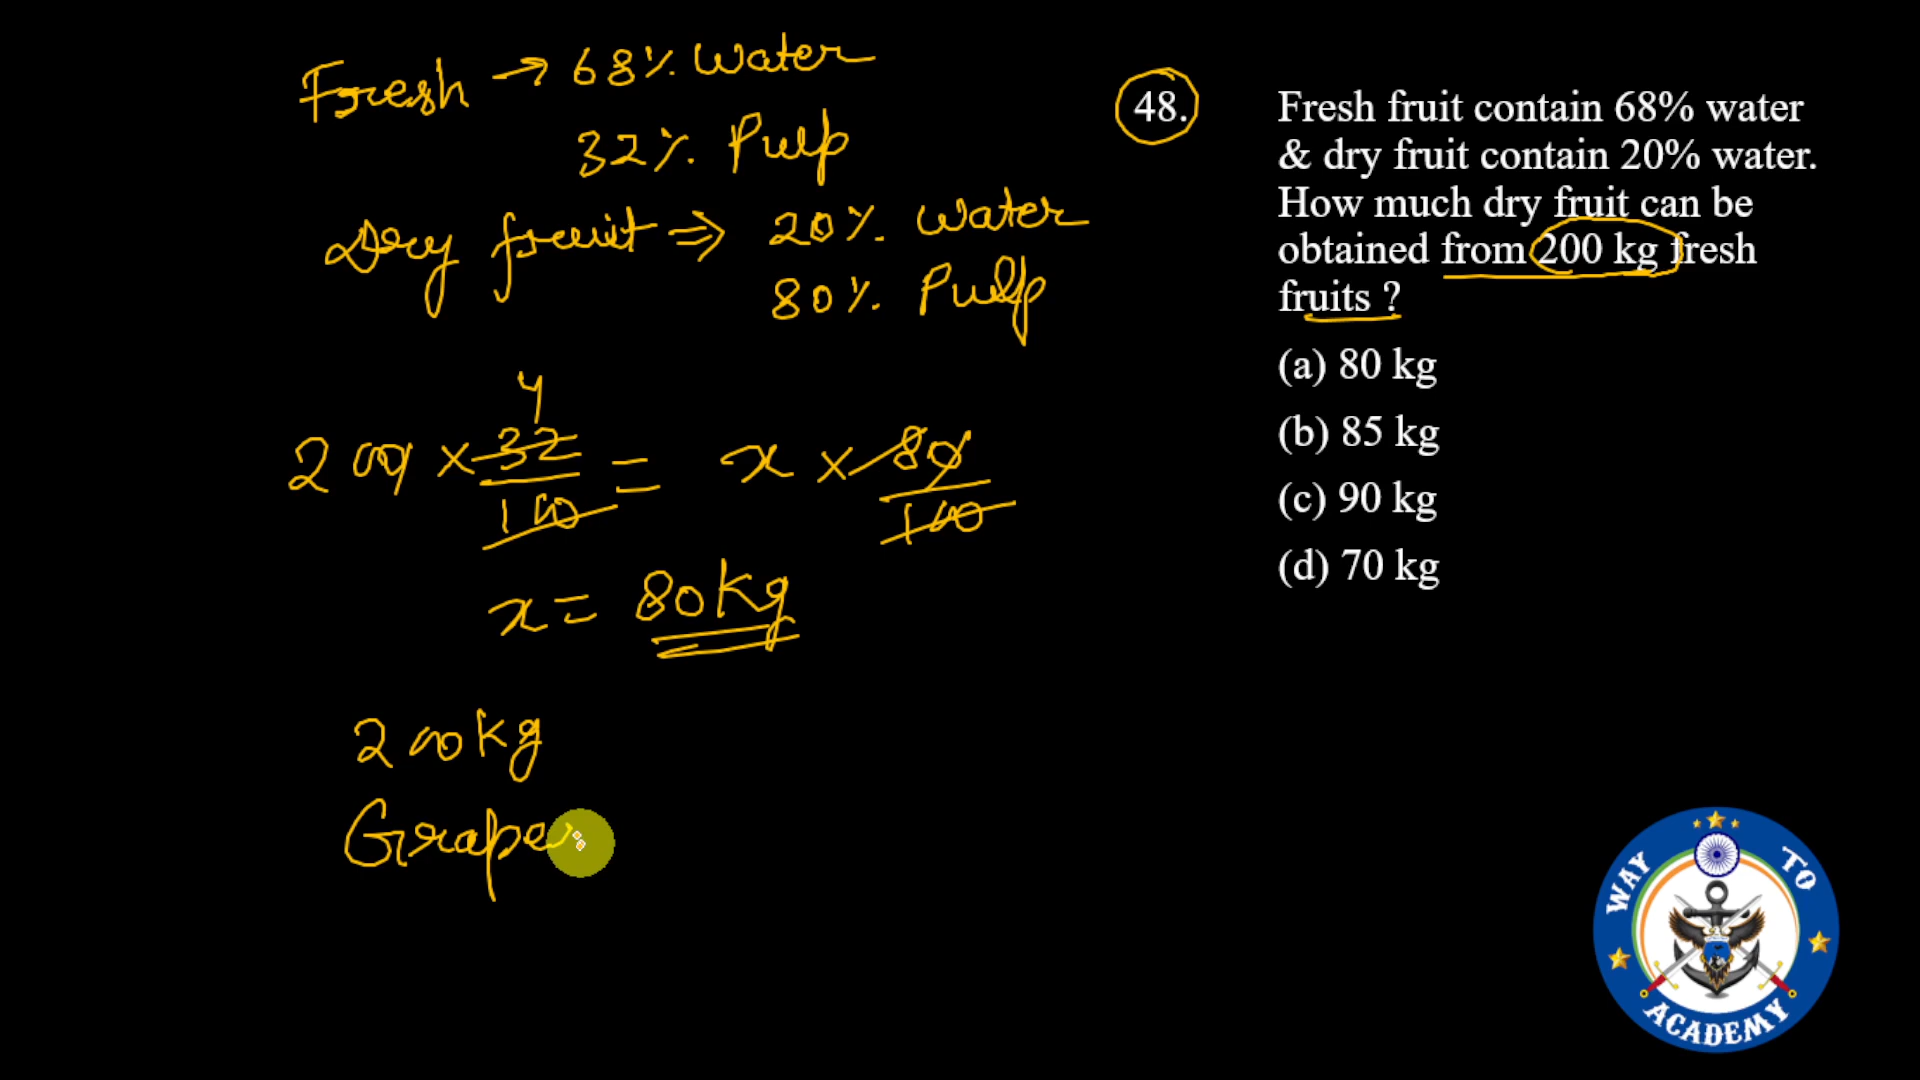 Fresh → 68% Water
32% Pulp
Dry fruit ⇒ 20% Water
80% Pulp
4
200 × 32/100 = x × 80/100
x = 80Kg
200Kg
Grapes
48. Fresh fruit contain 68% water
& dry fruit contain 20% water.
How much dry fruit can be
obtained from 200 kg fresh
fruits ?
(a) 80 kg
(b) 85 kg
(c) 90 kg
(d) 70 kg
WAY TO
ACADEMY